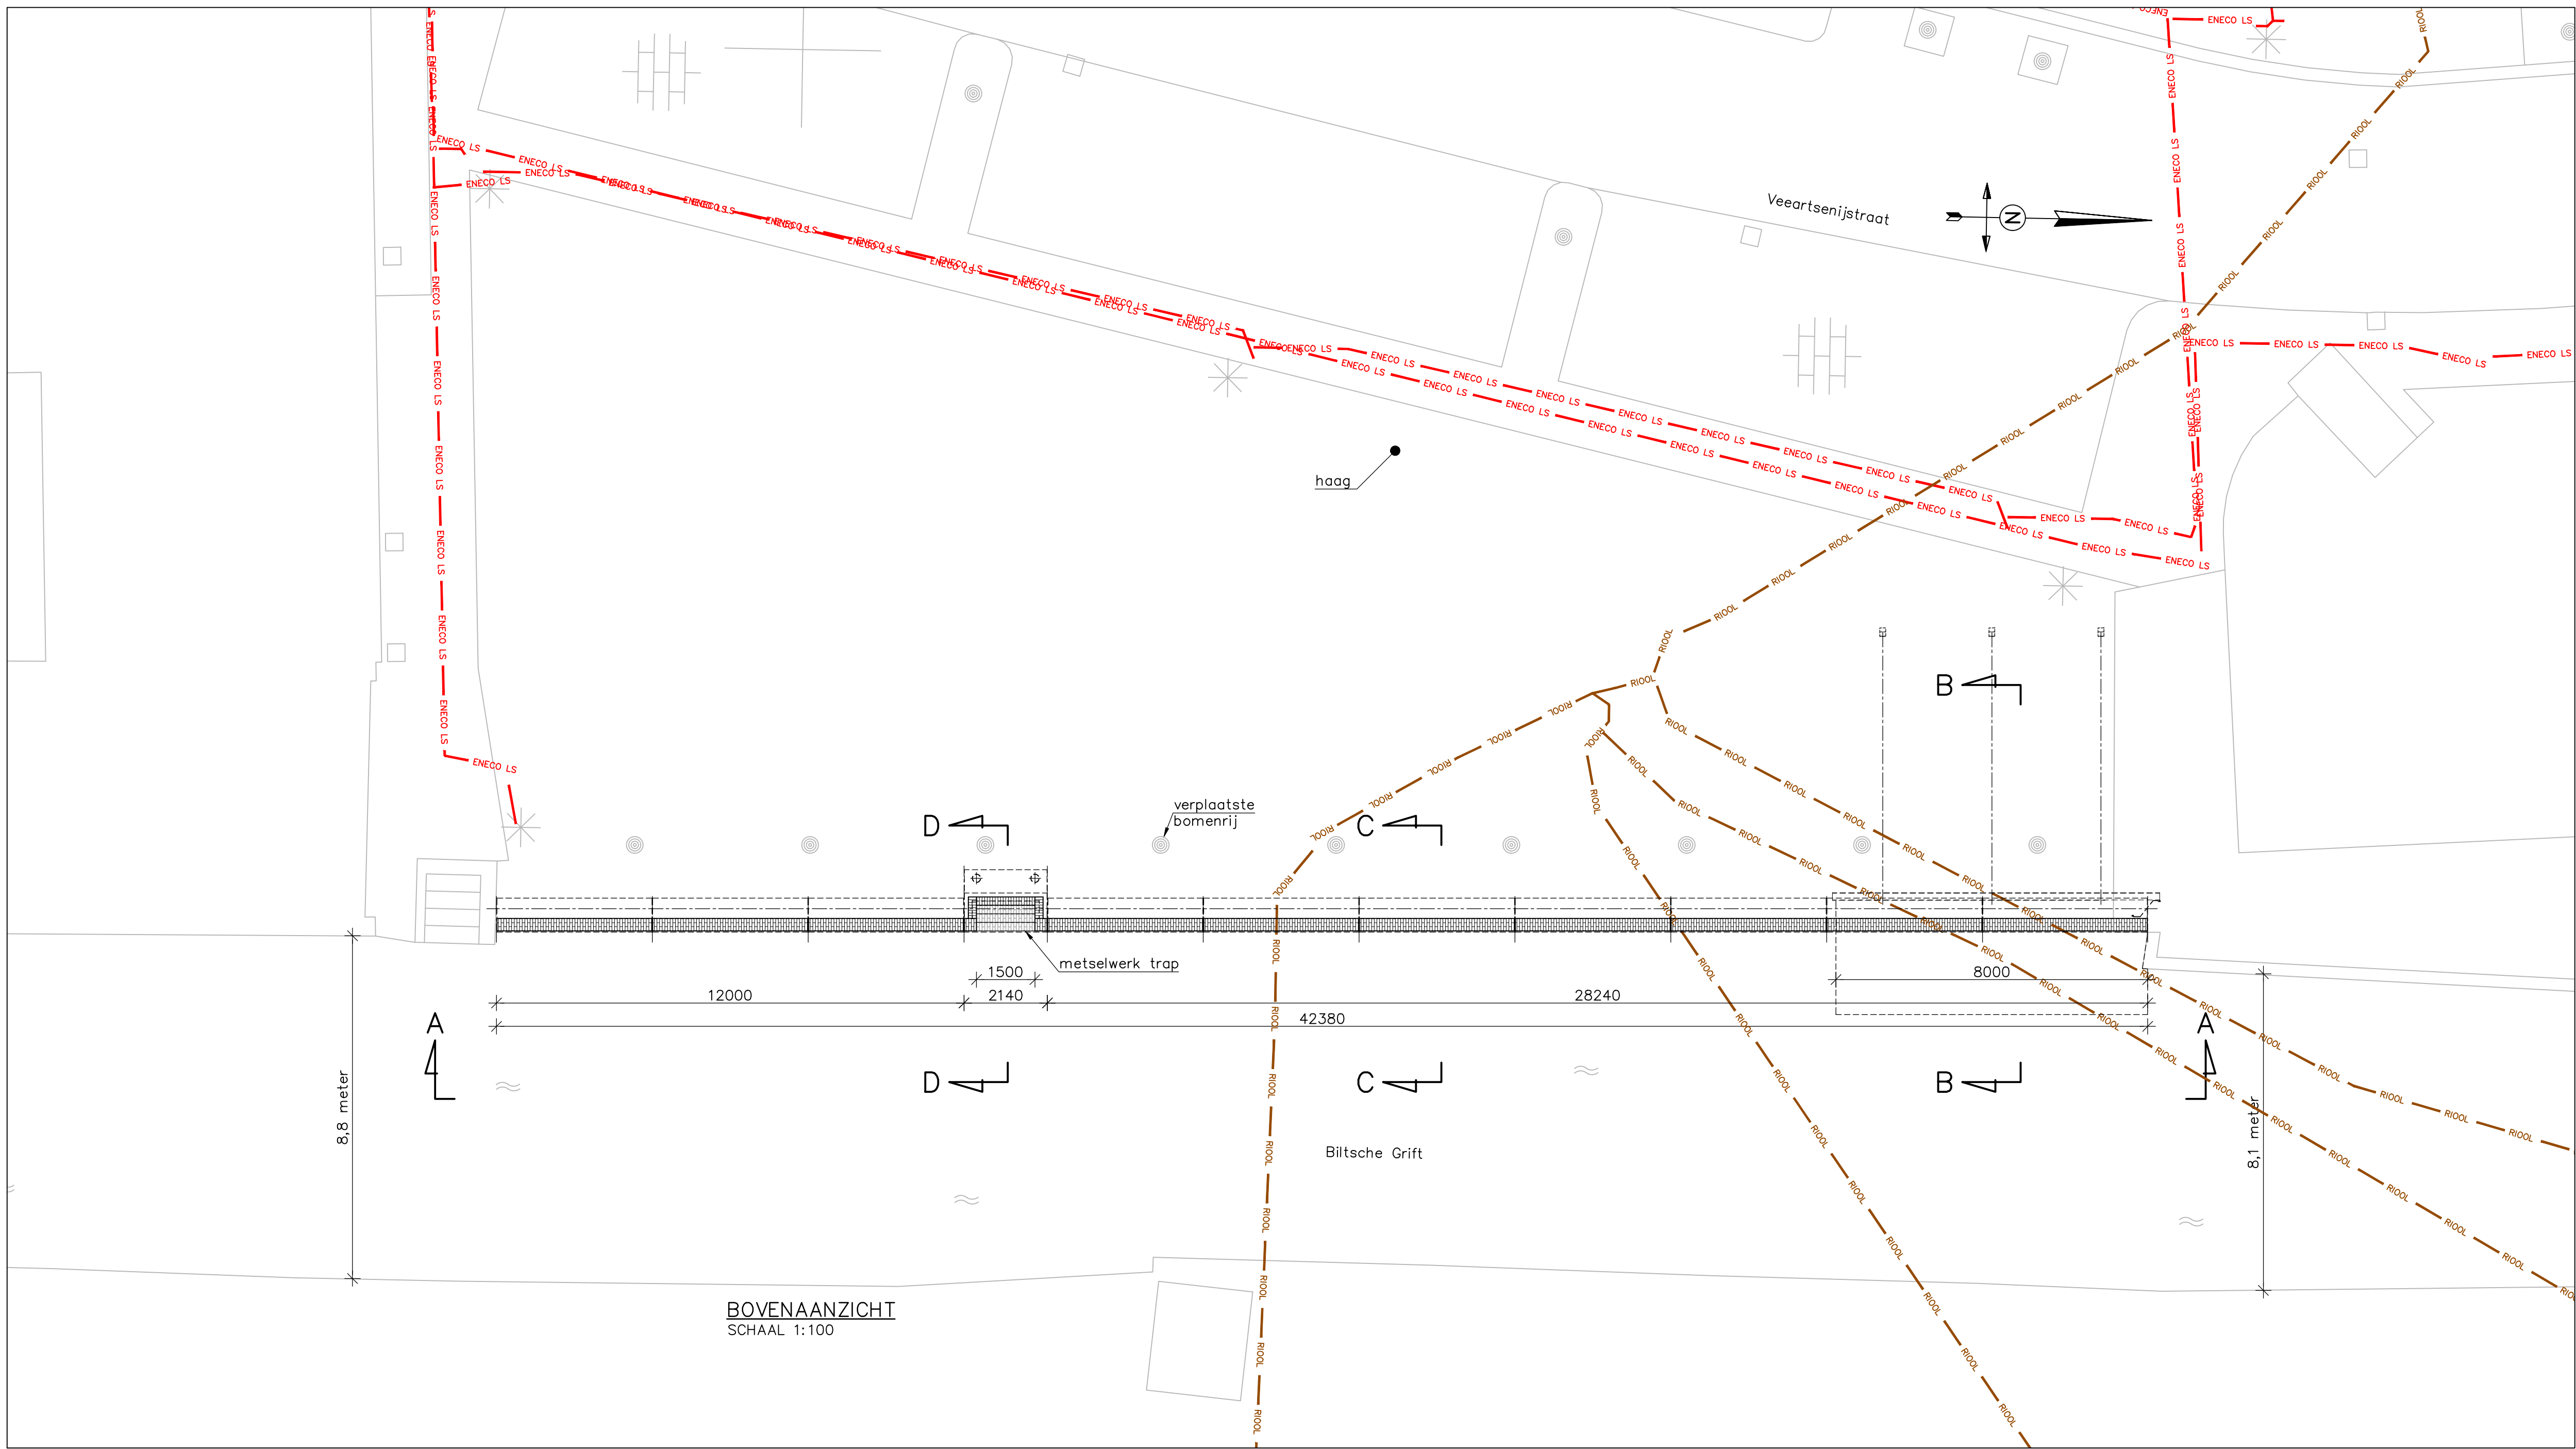 ENECO LS
RIOOL
Veeartsenijstraat
N
haag
B
verplaatste
bomenrij
D
C
metselwerk trap
1500
8000
12000
2140
28240
42380
A
A
8,8 meter
D
C
B
8,1 meter
Biltsche Grift
BOVENAANZICHT
SCHAAL 1:100